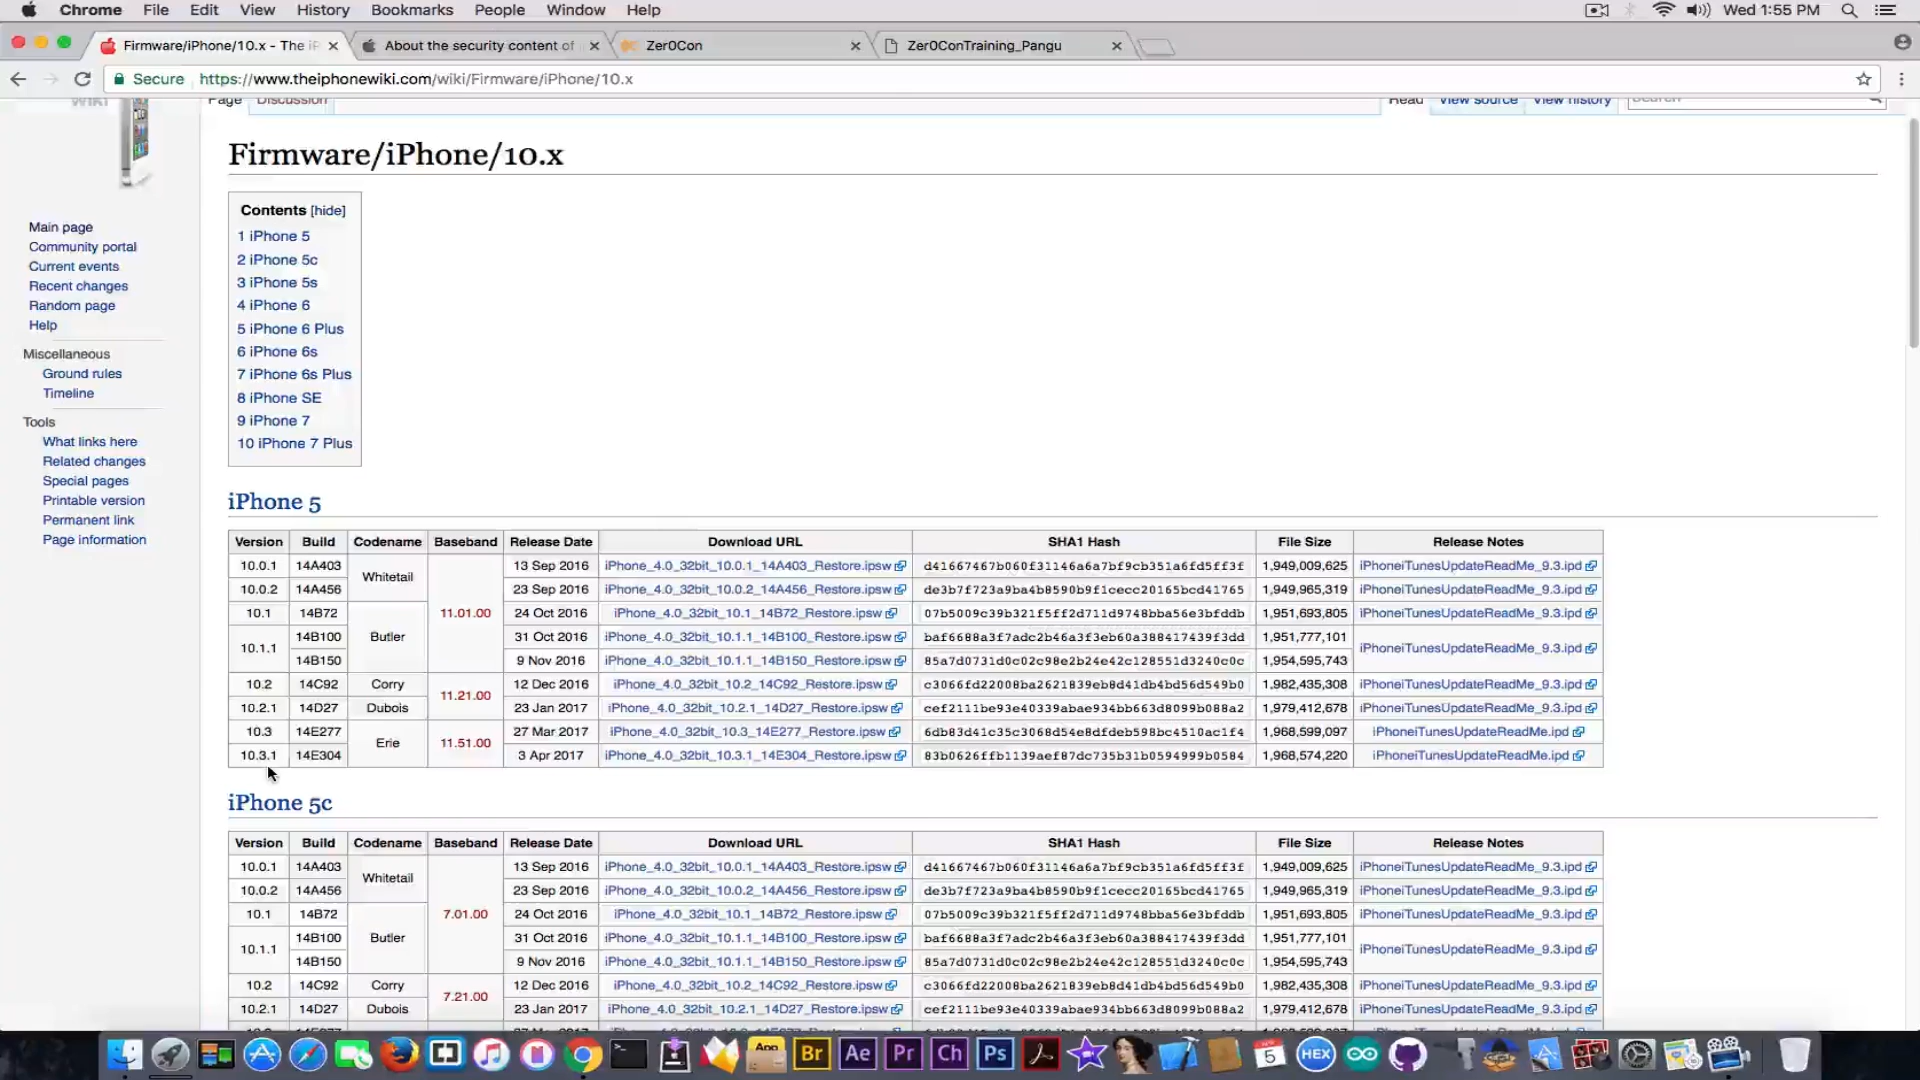 Chrome File Edit View History Bookmarks People Window Help Wed 1:55 PM
Firmware/iPhone/10.x - The iP About the security content of Zer0Con Zer0ConTraining_Pangu
Secure https://www.theiphonewiki.com/wiki/Firmware/iPhone/10.x
WIKI Page Discussion Read View source View history Search
Firmware/iPhone/10.x
Contents [hide]
1 iPhone 5
2 iPhone 5c
3 iPhone 5s
4 iPhone 6
5 iPhone 6 Plus
6 iPhone 6s
7 iPhone 6s Plus
8 iPhone SE
9 iPhone 7
10 iPhone 7 Plus
Main page
Community portal
Current events
Recent changes
Random page
Help
Miscellaneous
Ground rules
Timeline
Tools
What links here
Related changes
Special pages
Printable version
Permanent link
Page information
iPhone 5
Version Build Codename Baseband Release Date Download URL SHA1 Hash File Size Release Notes
10.0.1 14A403 Whitetail 11.01.00 13 Sep 2016 iPhone_4.0_32bit_10.0.1_14A403_Restore.ipsw d41667467b060f31146a6a7bf9cb351a6fd5ff3f 1,949,009,625 iPhoneiTunesUpdateReadMe_9.3.ipd
10.0.2 14A456 23 Sep 2016 iPhone_4.0_32bit_10.0.2_14A456_Restore.ipsw de3b7f723a9ba4b8590b9f1cecc20165bcd41765 1,949,965,319 iPhoneiTunesUpdateReadMe_9.3.ipd
10.1 14B72 Butler 24 Oct 2016 iPhone_4.0_32bit_10.1_14B72_Restore.ipsw 07b5009c39b321f5ff2d711d9748bba56e3bfddb 1,951,693,805 iPhoneiTunesUpdateReadMe_9.3.ipd
10.1.1 14B100 31 Oct 2016 iPhone_4.0_32bit_10.1.1_14B100_Restore.ipsw baf6688a3f7adc2b46a3f3eb60a388417439f3dd 1,951,777,101 iPhoneiTunesUpdateReadMe_9.3.ipd
14B150 9 Nov 2016 iPhone_4.0_32bit_10.1.1_14B150_Restore.ipsw 85a7d0731d0c02c98e2b24e42c128551d3240c0c 1,954,595,743
10.2 14C92 Corry 11.21.00 12 Dec 2016 iPhone_4.0_32bit_10.2_14C92_Restore.ipsw c3066fd22008ba2621839eb8d41db4bd56d549b0 1,982,435,308 iPhoneiTunesUpdateReadMe_9.3.ipd
10.2.1 14D27 Dubois 23 Jan 2017 iPhone_4.0_32bit_10.2.1_14D27_Restore.ipsw cef2111be93e40339abae934bb663d8099b088a2 1,979,412,678 iPhoneiTunesUpdateReadMe_9.3.ipd
10.3 14E277 Erie 11.51.00 27 Mar 2017 iPhone_4.0_32bit_10.3_14E277_Restore.ipsw 6db83d41c35c3068d54e8dfdeb598bc4510ac1f4 1,968,599,097 iPhoneiTunesUpdateReadMe.ipd
10.3.1 14E304 3 Apr 2017 iPhone_4.0_32bit_10.3.1_14E304_Restore.ipsw 83b0626ffb1139aef87dc735b31b0594999b0584 1,968,574,220 iPhoneiTunesUpdateReadMe.ipd
iPhone 5c
Version Build Codename Baseband Release Date Download URL SHA1 Hash File Size Release Notes
10.0.1 14A403 Whitetail 7.01.00 13 Sep 2016 iPhone_4.0_32bit_10.0.1_14A403_Restore.ipsw d41667467b060f31146a6a7bf9cb351a6fd5ff3f 1,949,009,625 iPhoneiTunesUpdateReadMe_9.3.ipd
10.0.2 14A456 23 Sep 2016 iPhone_4.0_32bit_10.0.2_14A456_Restore.ipsw de3b7f723a9ba4b8590b9f1cecc20165bcd41765 1,949,965,319 iPhoneiTunesUpdateReadMe_9.3.ipd
10.1 14B72 Butler 24 Oct 2016 iPhone_4.0_32bit_10.1_14B72_Restore.ipsw 07b5009c39b321f5ff2d711d9748bba56e3bfddb 1,951,693,805 iPhoneiTunesUpdateReadMe_9.3.ipd
10.1.1 14B100 31 Oct 2016 iPhone_4.0_32bit_10.1.1_14B100_Restore.ipsw baf6688a3f7adc2b46a3f3eb60a388417439f3dd 1,951,777,101 iPhoneiTunesUpdateReadMe_9.3.ipd
14B150 9 Nov 2016 iPhone_4.0_32bit_10.1.1_14B150_Restore.ipsw 85a7d0731d0c02c98e2b24e42c128551d3240c0c 1,954,595,743
10.2 14C92 Corry 7.21.00 12 Dec 2016 iPhone_4.0_32bit_10.2_14C92_Restore.ipsw c3066fd22008ba2621839eb8d41db4bd56d549b0 1,982,435,308 iPhoneiTunesUpdateReadMe_9.3.ipd
10.2.1 14D27 Dubois 23 Jan 2017 iPhone_4.0_32bit_10.2.1_14D27_Restore.ipsw cef2111be93e40339abae934bb663d8099b088a2 1,979,412,678 iPhoneiTunesUpdateReadMe_9.3.ipd
App Br Ae Pr Ch Ps 5 HEX